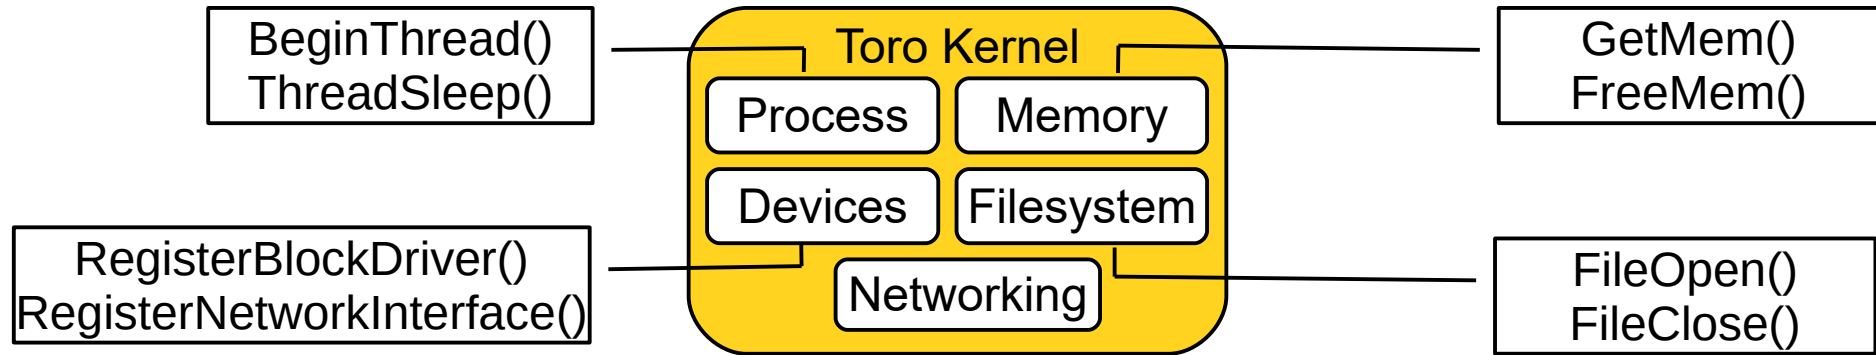 BeginThread()
ThreadSleep()
Toro Kernel
Process
Memory
Devices
Filesystem
Networking
GetMem()
FreeMem()
RegisterBlockDriver()
RegisterNetworkInterface()
FileOpen()
FileClose()